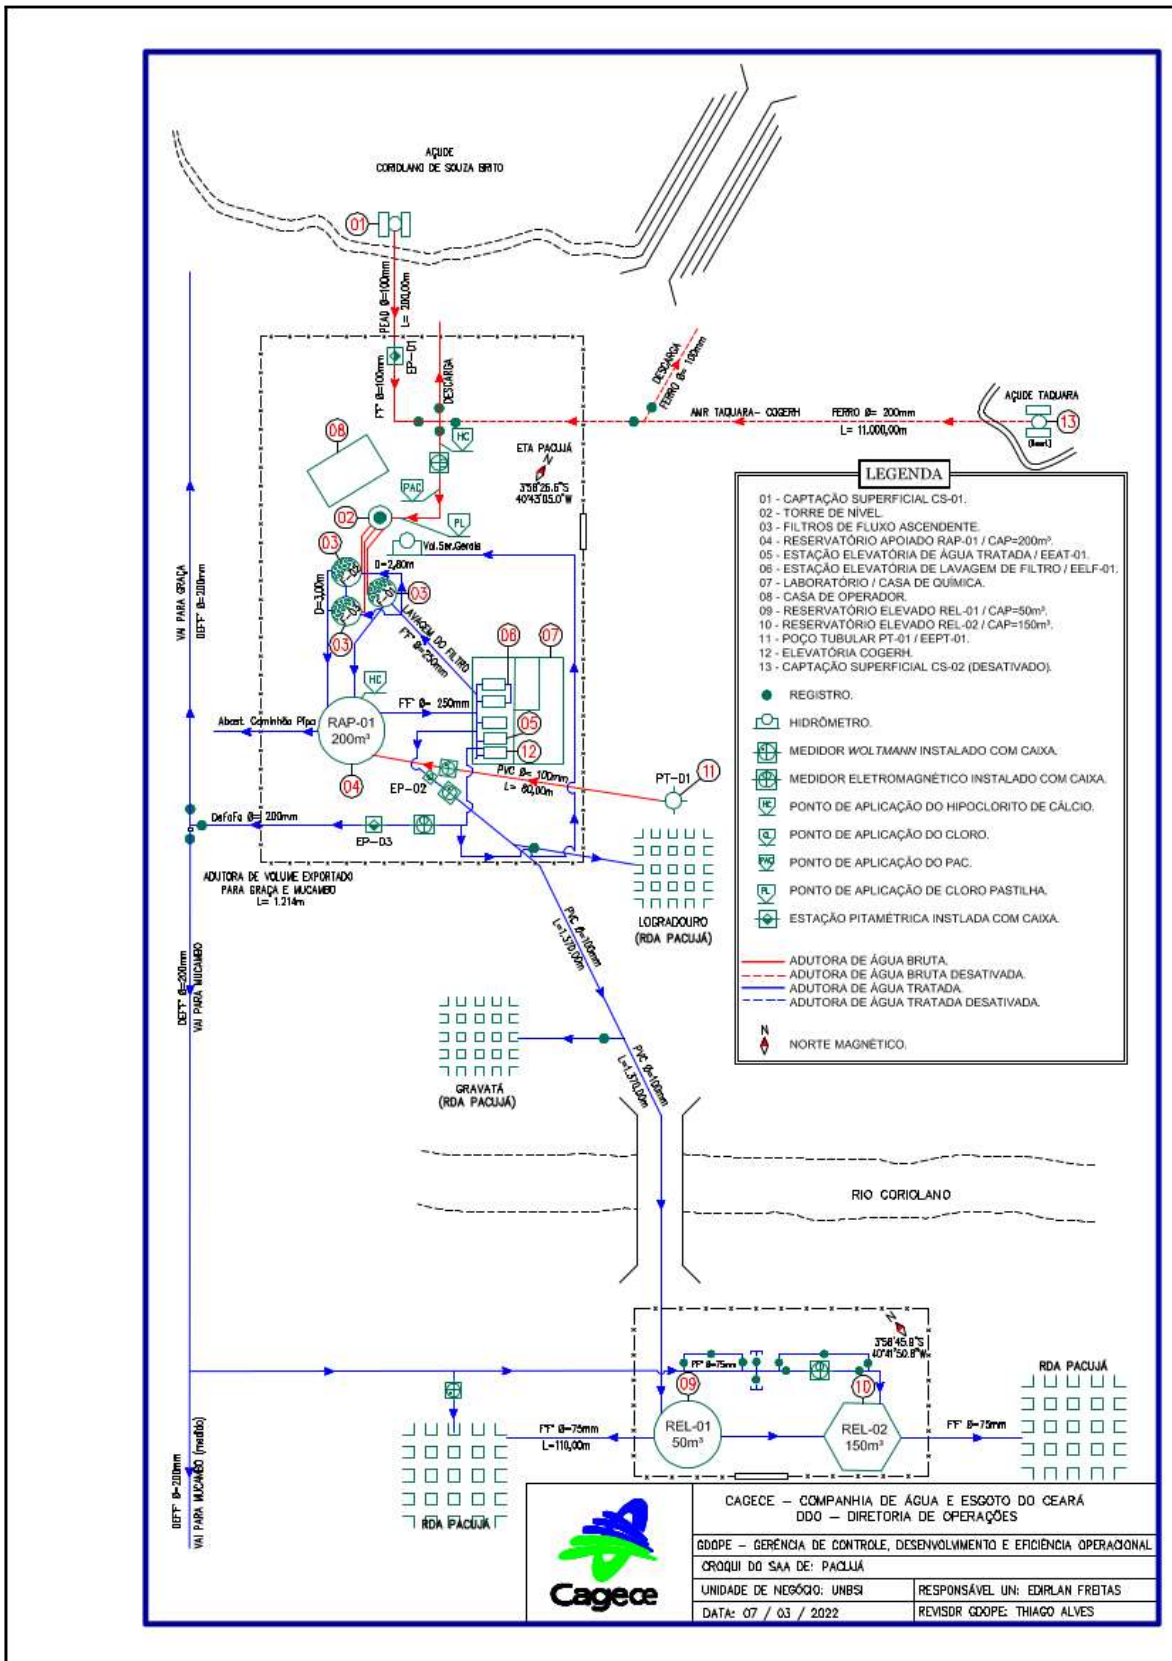 AÇUDE
CORIOLANO DE SOUZA BRITO
01
PEAD Ø=100mm
L= 280,00m
EP-01
FF° Ø=100mm
DESCARGA
DESCARGA
FERRO Ø= 100mm
AMR TAQUARA- COGERH
FERRO Ø= 200mm
L= 11.000,00m
AÇUDE TAQUARA
13
08
HC
ETA PACUJÁ
N
3°58'26.6"S
40°43'05.0"W
PAC
02
PL
Vol.Ser.Gerais
03
D=2,80m
D=3,00m
03
03
LAVAGEM DO FILTRO
FF° Ø=250mm
06
07
HC
VAI PARA GRAÇA
DEFF° Ø=200mm
Abast. Caminhão Pipa
RAP-01
200m³
FF° Ø= 250mm
05
12
04
EP-02
PVC Ø= 100mm
L= 60,00m
PT-01
11
DeFoFo Ø= 200mm
EP-03
ADUTORA DE VOLUME EXPORTADO
PARA GRAÇA E MUCAMBO
L= 1.214m
LOGRADOURO
(RDA PACUJÁ)
LEGENDA
01 - CAPTAÇÃO SUPERFICIAL CS-01.
02 - TORRE DE NÍVEL.
03 - FILTROS DE FLUXO ASCENDENTE.
04 - RESERVATÓRIO APOIADO RAP-01 / CAP=200m³.
05 - ESTAÇÃO ELEVATÓRIA DE ÁGUA TRATADA / EEAT-01.
06 - ESTAÇÃO ELEVATÓRIA DE LAVAGEM DE FILTRO / EELF-01.
07 - LABORATÓRIO / CASA DE QUÍMICA.
08 - CASA DE OPERADOR.
09 - RESERVATÓRIO ELEVADO REL-01 / CAP=50m³.
10 - RESERVATÓRIO ELEVADO REL-02 / CAP=150m³.
11 - POÇO TUBULAR PT-01 / EEPT-01.
12 - ELEVATÓRIA COGERH.
13 - CAPTAÇÃO SUPERFICIAL CS-02 (DESATIVADO).
REGISTRO.
HIDRÔMETRO.
MEDIDOR WOLTMANN INSTALADO COM CAIXA.
MEDIDOR ELETROMAGNÉTICO INSTALADO COM CAIXA.
HC PONTO DE APLICAÇÃO DO HIPOCLORITO DE CÁLCIO.
PONTO DE APLICAÇÃO DO CLORO.
PAC PONTO DE APLICAÇÃO DO PAC.
PL PONTO DE APLICAÇÃO DE CLORO PASTILHA.
ESTAÇÃO PITAMÉTRICA INSTLADA COM CAIXA.
ADUTORA DE ÁGUA BRUTA.
ADUTORA DE ÁGUA BRUTA DESATIVADA.
ADUTORA DE ÁGUA TRATADA.
ADUTORA DE ÁGUA TRATADA DESATIVADA.
N
NORTE MAGNÉTICO.
PVC Ø=100mm
L=1.370,00m
DEFF° Ø=200mm
VAI PARA MUCAMBO
GRAVATÁ
(RDA PACUJÁ)
PVC Ø=100mm
L=1.370,00m
RIO CORIOLANO
N
3°58'45.9"S
40°41'50.8"W
FF° Ø=75mm
09
10
RDA PACUJÁ
REL-01
50m³
REL-02
150m³
FF° Ø=75mm
L=110,00m
FF° Ø=75mm
RDA PACUJÁ
DEFF° Ø=200mm
VAI PARA MUCAMBO (medido)
Cagece
CAGECE – COMPANHIA DE ÁGUA E ESGOTO DO CEARÁ
DDO – DIRETORIA DE OPERAÇÕES
GDOPE – GERÊNCIA DE CONTROLE, DESENVOLVIMENTO E EFICIÊNCIA OPERACIONAL
CROQUI DO SAA DE: PACUJÁ
UNIDADE DE NEGÓCIO: UNBSI
RESPONSÁVEL UN: EDIRLAN FREITAS
DATA: 07 / 03 / 2022
REVISOR GDOPE: THIAGO ALVES